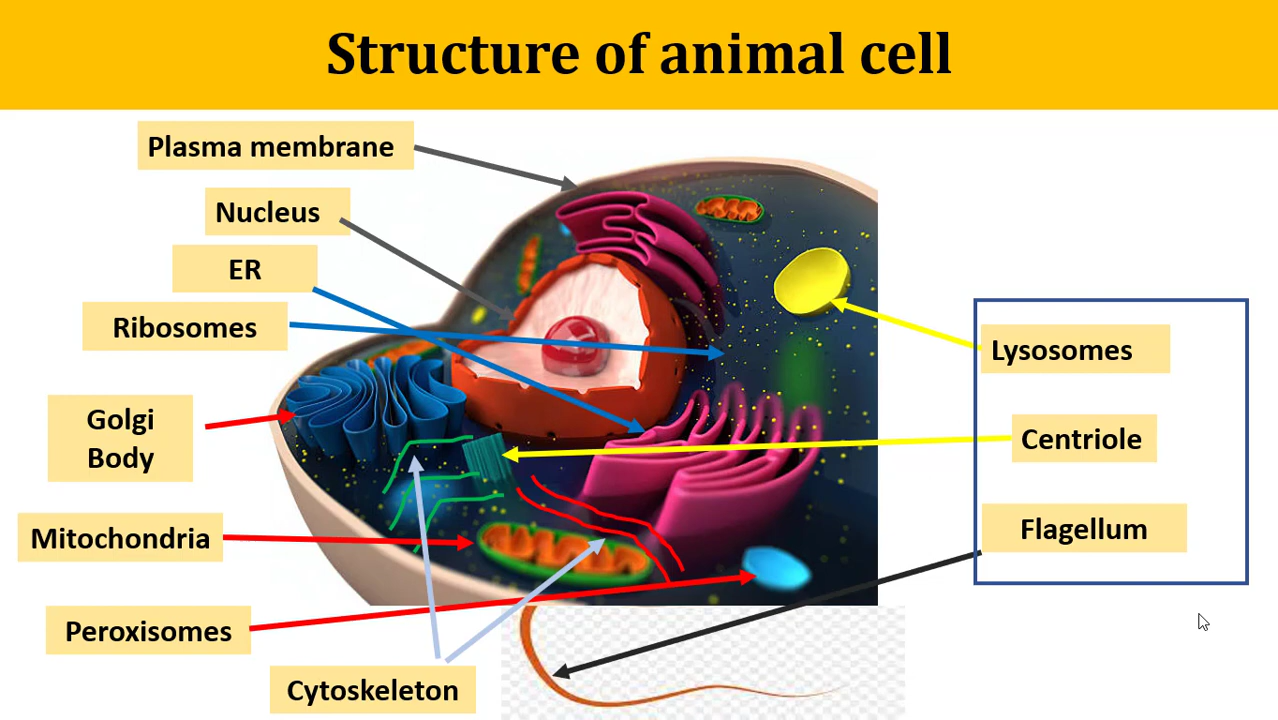 Structure of animal cell
Plasma membrane
Nucleus
ER
Ribosomes
Golgi
Body
Mitochondria
Peroxisomes
Cytoskeleton
Lysosomes
Centriole
Flagellum